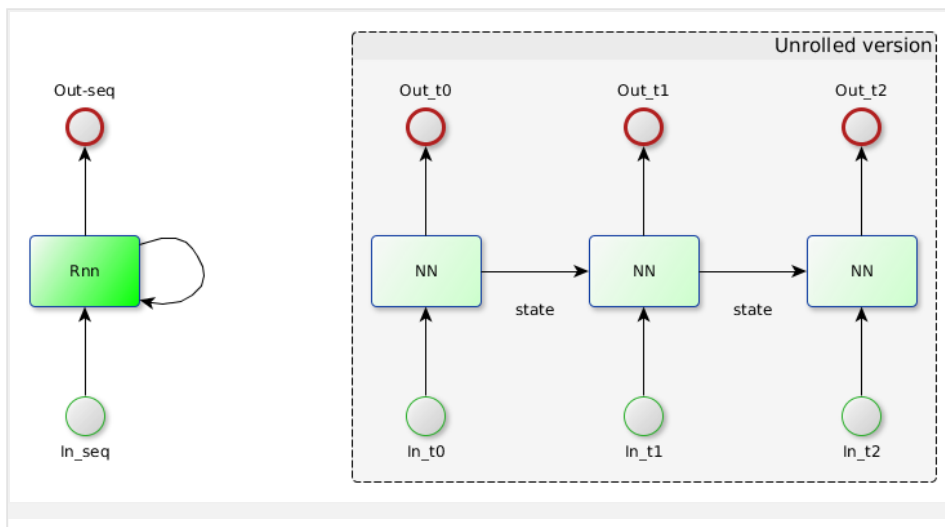 Unrolled version
Out-seq
Out_t0
Out_t1
Out_t2
Rnn
NN
NN
NN
state
state
In_seq
In_t0
In_t1
In_t2